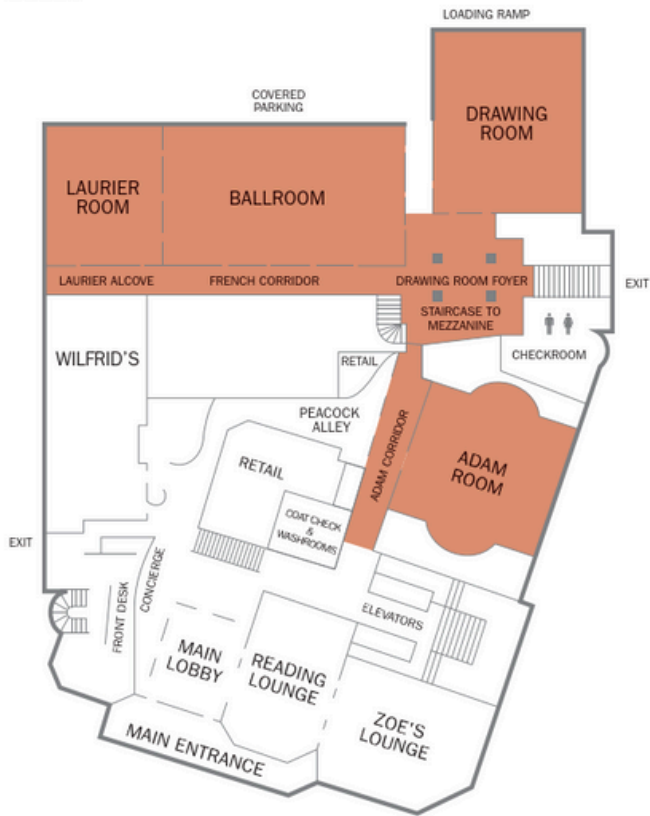 LOADING RAMP
COVERED
PARKING
DRAWING
ROOM
LAURIER
ROOM
BALLROOM
LAURIER ALCOVE
FRENCH CORRIDOR
DRAWING ROOM FOYER
EXIT
STAIRCASE TO
MEZZANINE
WILFRID'S
RETAIL
CHECKROOM
PEACOCK
ALLEY
ADAM CORRIDOR
ADAM
ROOM
RETAIL
COAT CHECK
&
WASHROOMS
EXIT
CONCIERGE
FRONT DESK
ELEVATORS
MAIN
LOBBY
READING
LOUNGE
ZOE'S
LOUNGE
MAIN ENTRANCE